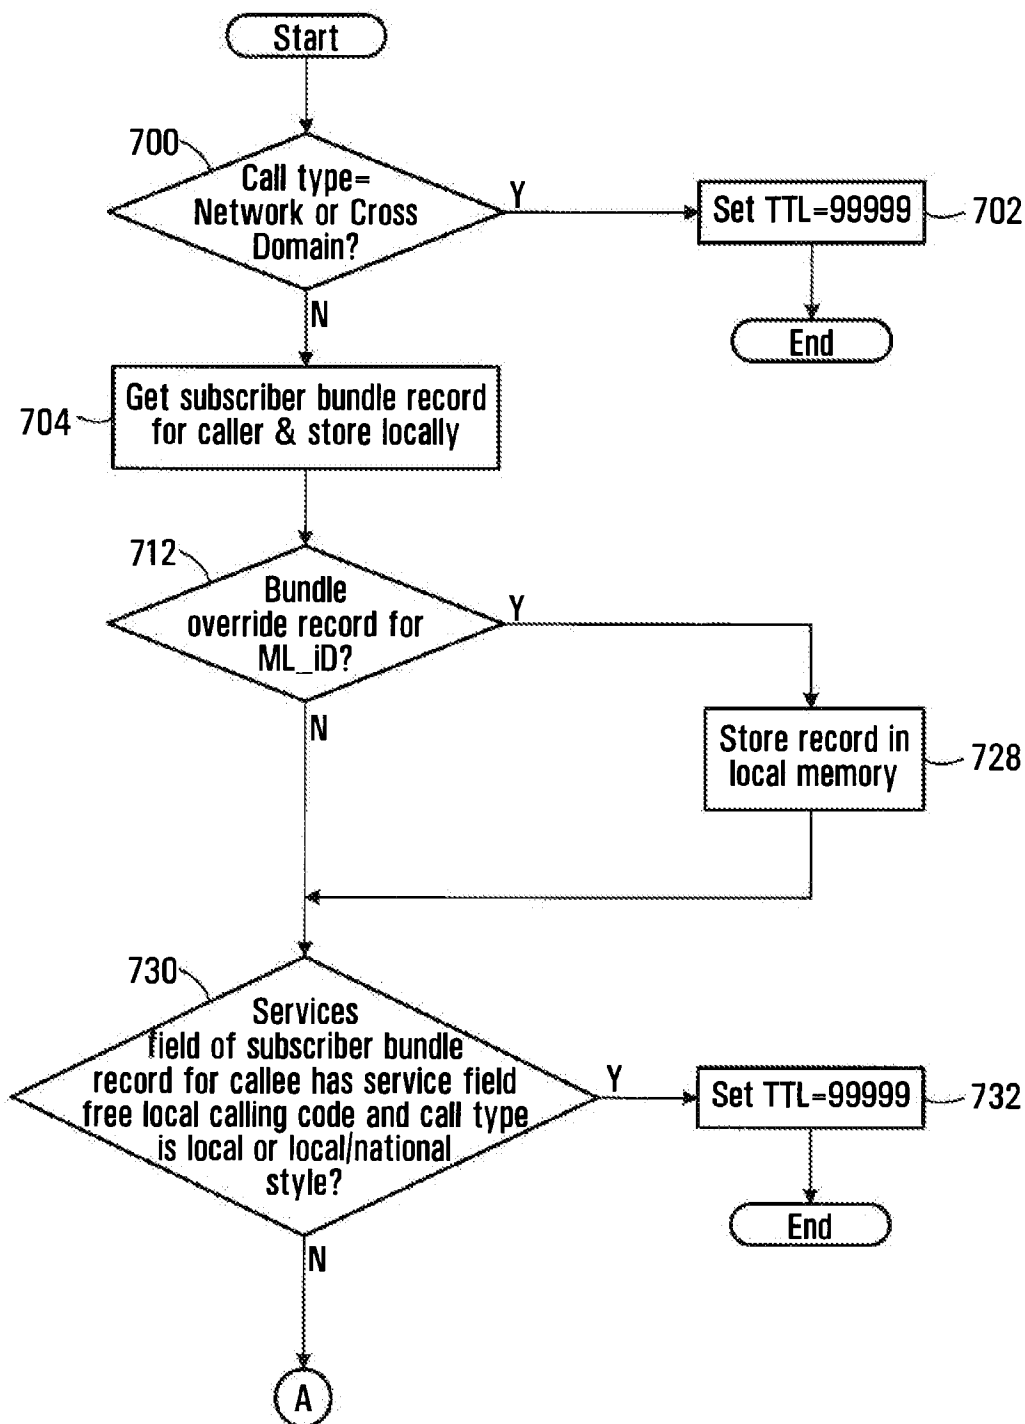 Start
700
Call type=
Network or Cross
Domain?
Y
Set TTL=99999
702
End
N
Get subscriber bundle record
for caller & store locally
704
712
Bundle
override record for
ML_iD?
Y
N
Store record in
local memory
728
730
Services
field of subscriber bundle
record for callee has service field
free local calling code and call type
is local or local/national
style?
Y
Set TTL=99999
732
End
N
A